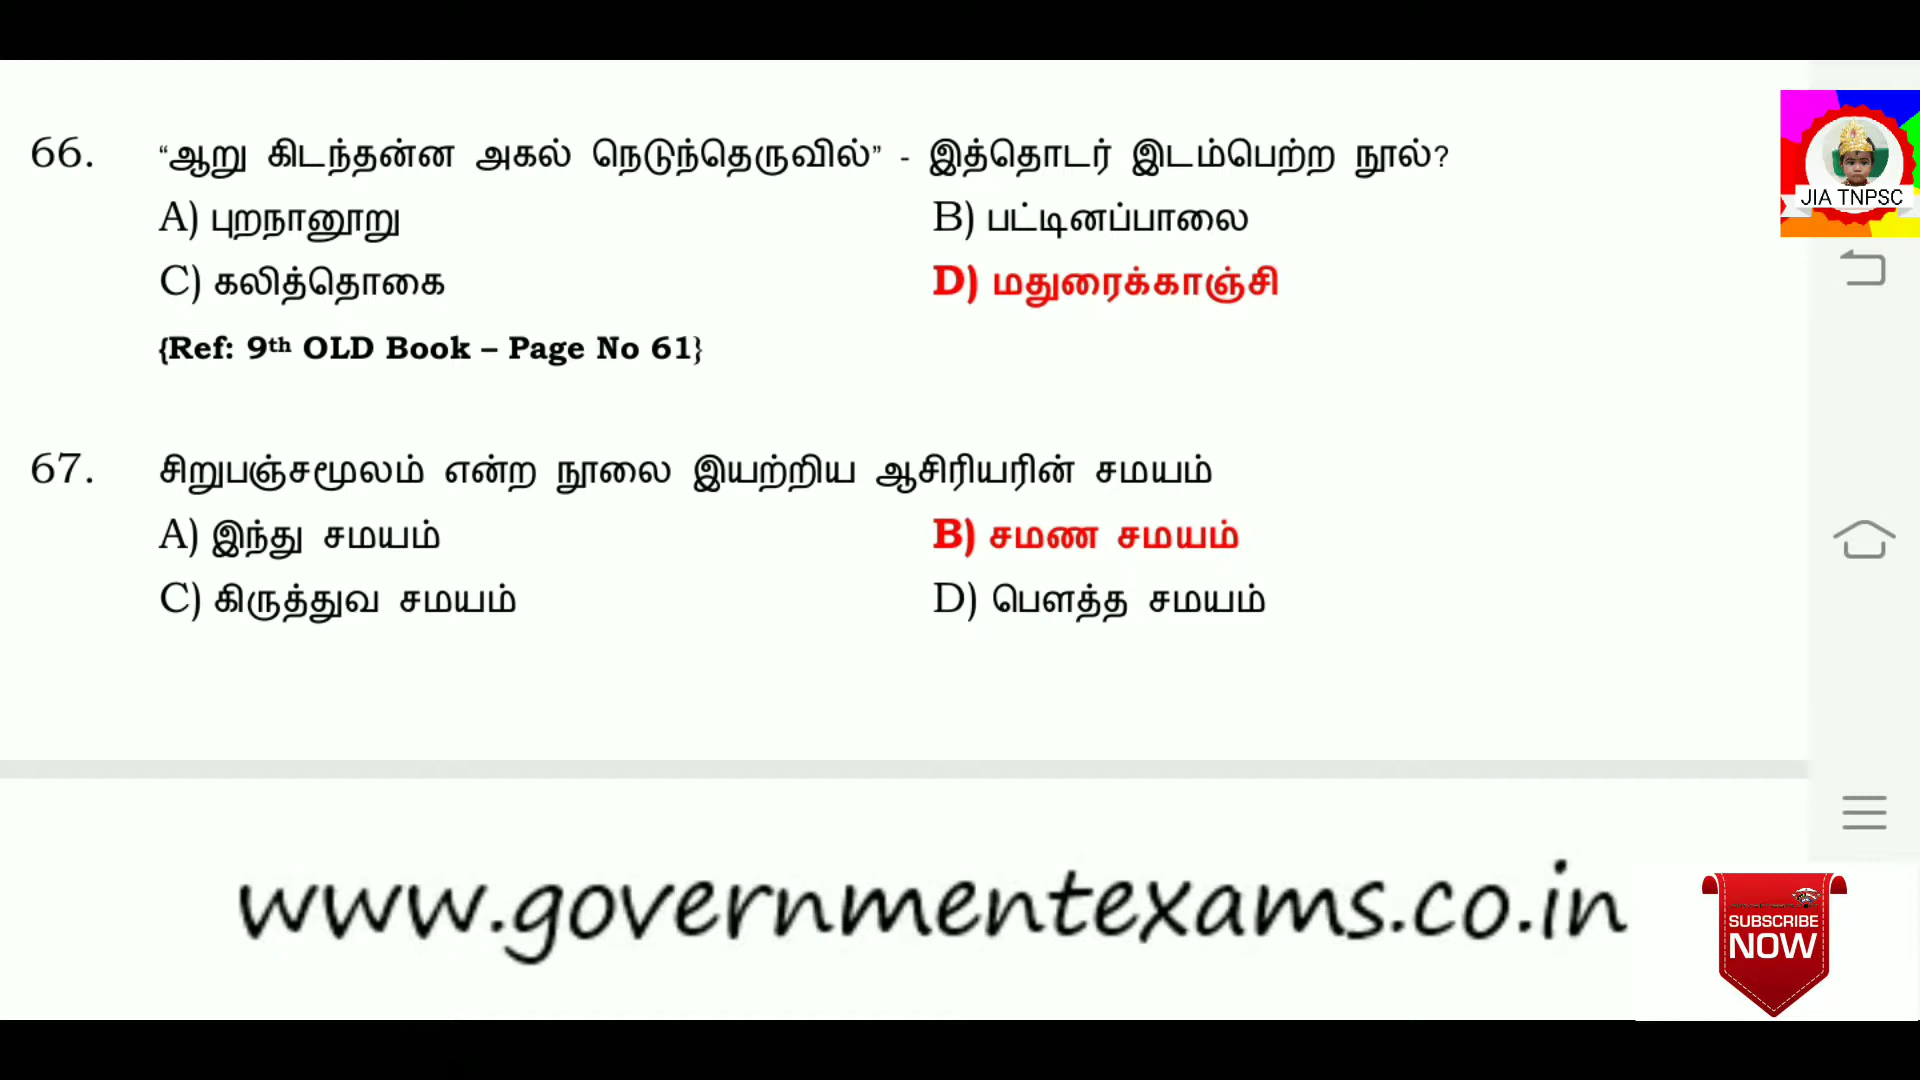 66. “ஆறு கிடந்தன்ன அகல் நெடுந்தெருவில்” - இத்தொடர் இடம்பெற்ற நூல்?
A) புறநானூறு B) பட்டினப்பாலை
C) கலித்தொகை D) மதுரைக்காஞ்சி
{Ref: 9th OLD Book – Page No 61}
67. சிறுபஞ்சமூலம் என்ற நூலை இயற்றிய ஆசிரியரின் சமயம்
A) இந்து சமயம் B) சமண சமயம்
C) கிருத்துவ சமயம் D) பௌத்த சமயம்
www.governmentexams.co.in
JIA TNPSC
SUBSCRIBE
NOW